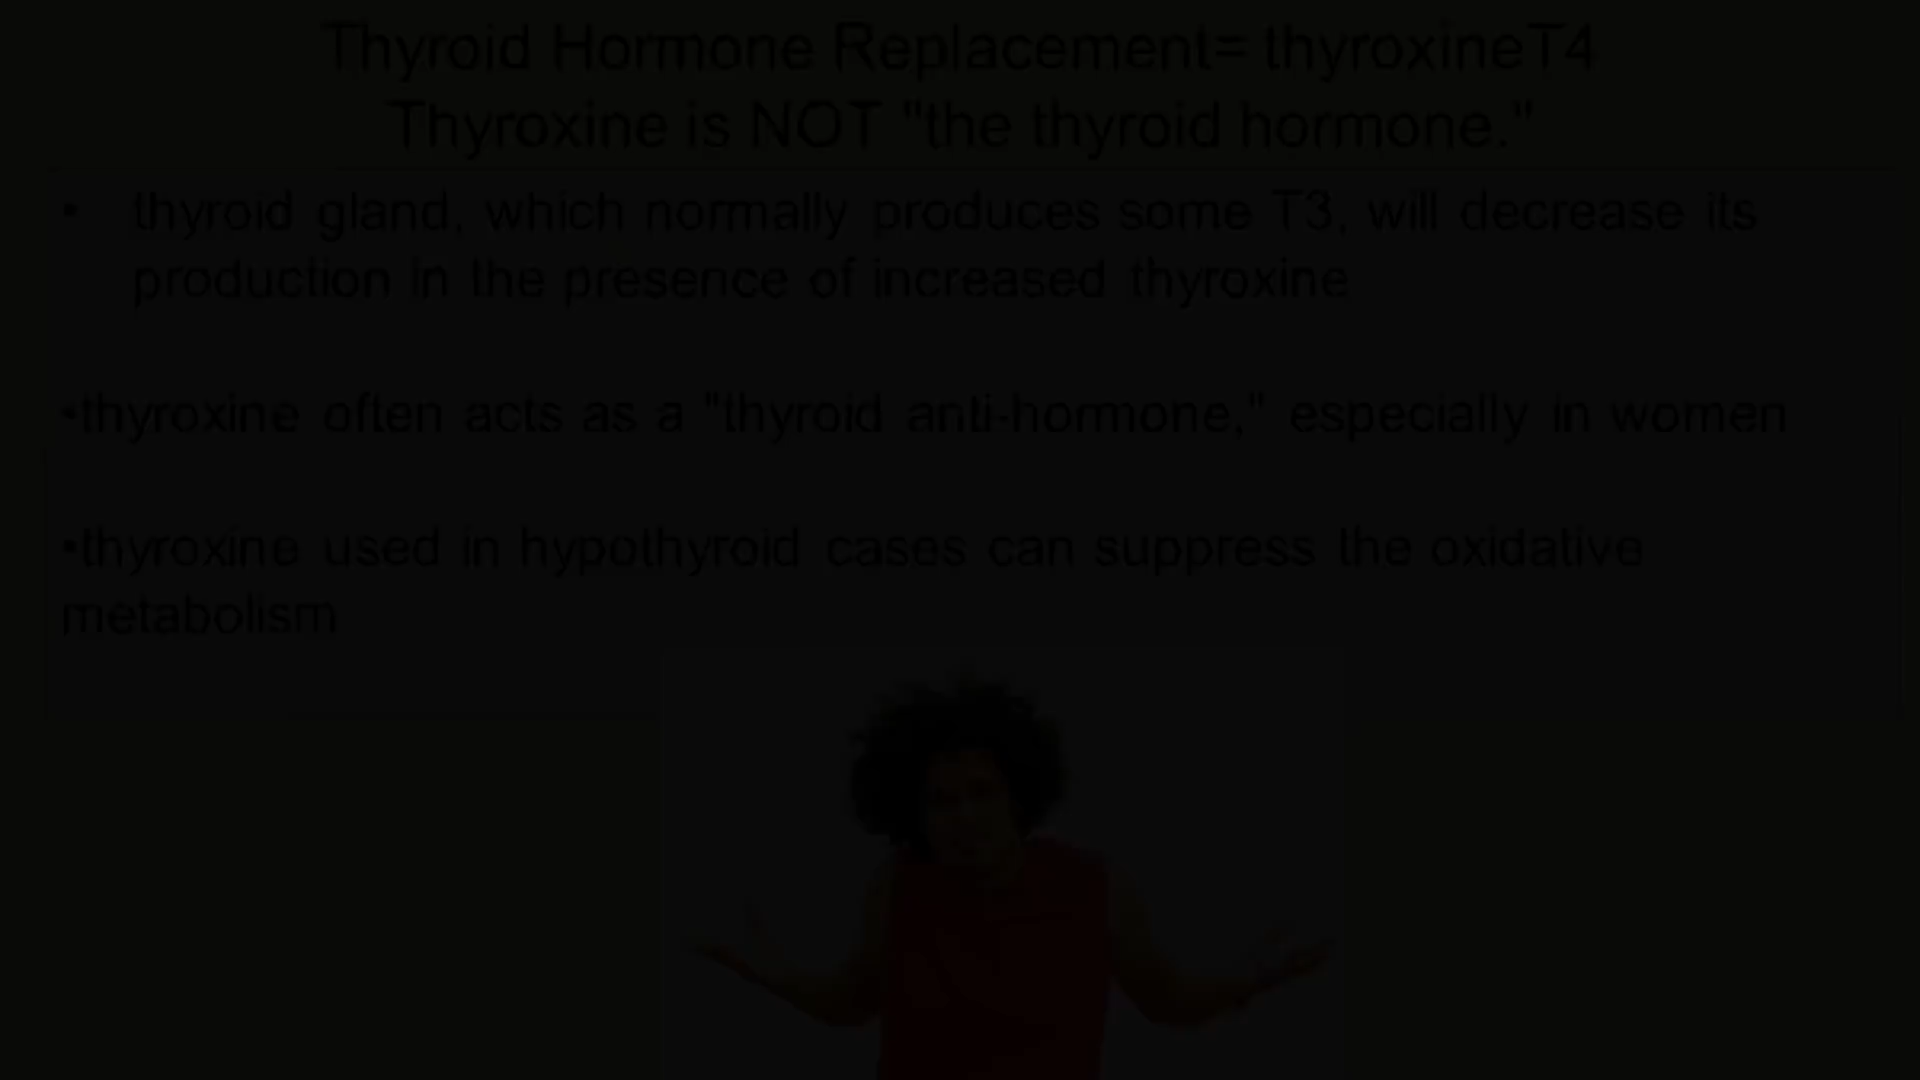 Thyroid Hormone Replacement= thyroxineT4
Thyroxine is NOT "the thyroid hormone."
• thyroid gland, which normally produces some T3, will decrease its
production in the presence of increased thyroxine
•thyroxine often acts as a "thyroid anti-hormone," especially in women
•thyroxine used in hypothyroid cases can suppress the oxidative
metabolism